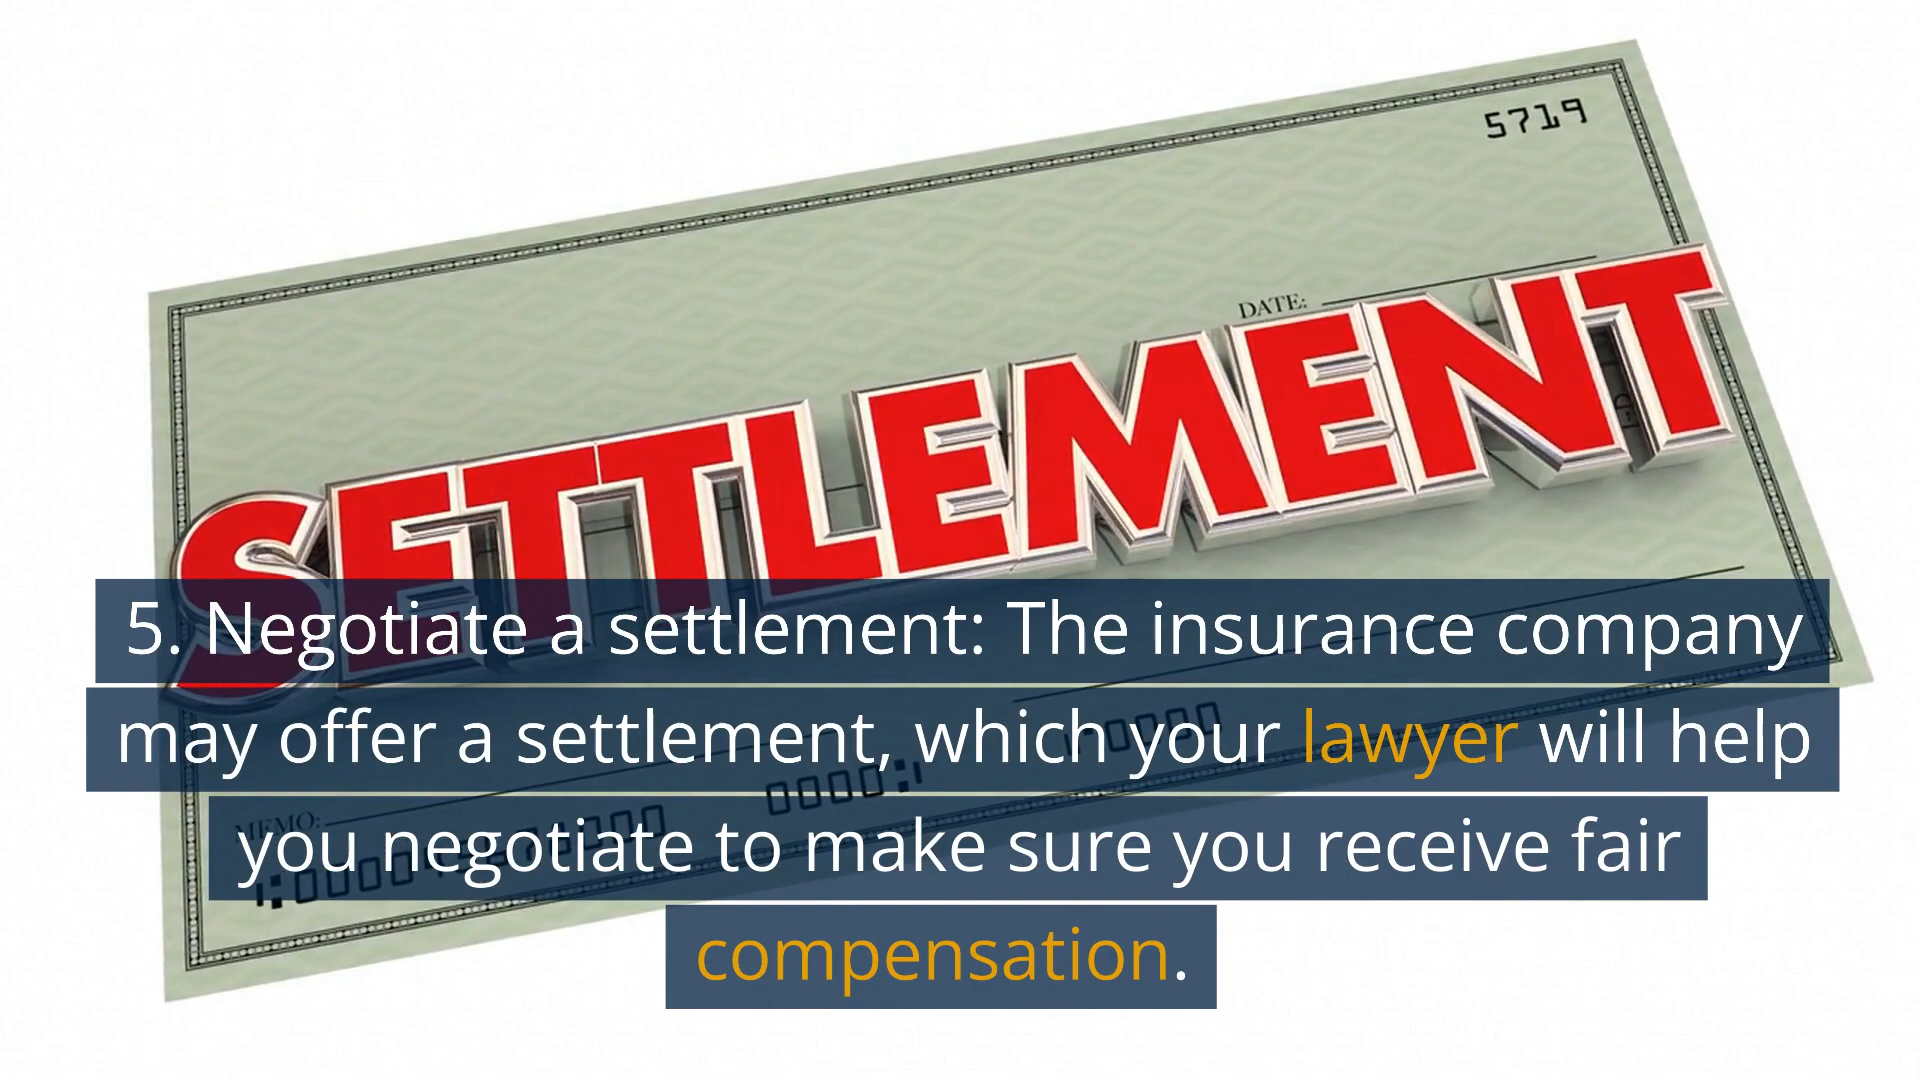 5719
DATE:
SETTLEMENT
5. Negotiate a settlement: The insurance company
may offer a settlement, which your lawyer will help
you negotiate to make sure you receive fair
compensation.
MEMO: